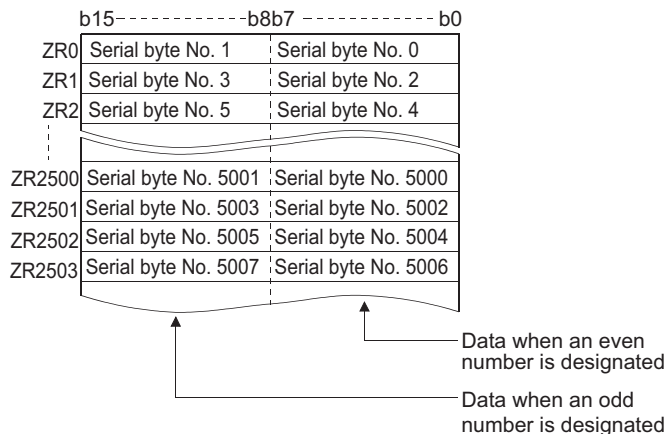 b15 b8b7 b0
ZR0 Serial byte No. 1 Serial byte No. 0
ZR1 Serial byte No. 3 Serial byte No. 2
ZR2 Serial byte No. 5 Serial byte No. 4
ZR2500 Serial byte No. 5001 Serial byte No. 5000
ZR2501 Serial byte No. 5003 Serial byte No. 5002
ZR2502 Serial byte No. 5005 Serial byte No. 5004
ZR2503 Serial byte No. 5007 Serial byte No. 5006
Data when an even
number is designated
Data when an odd
number is designated